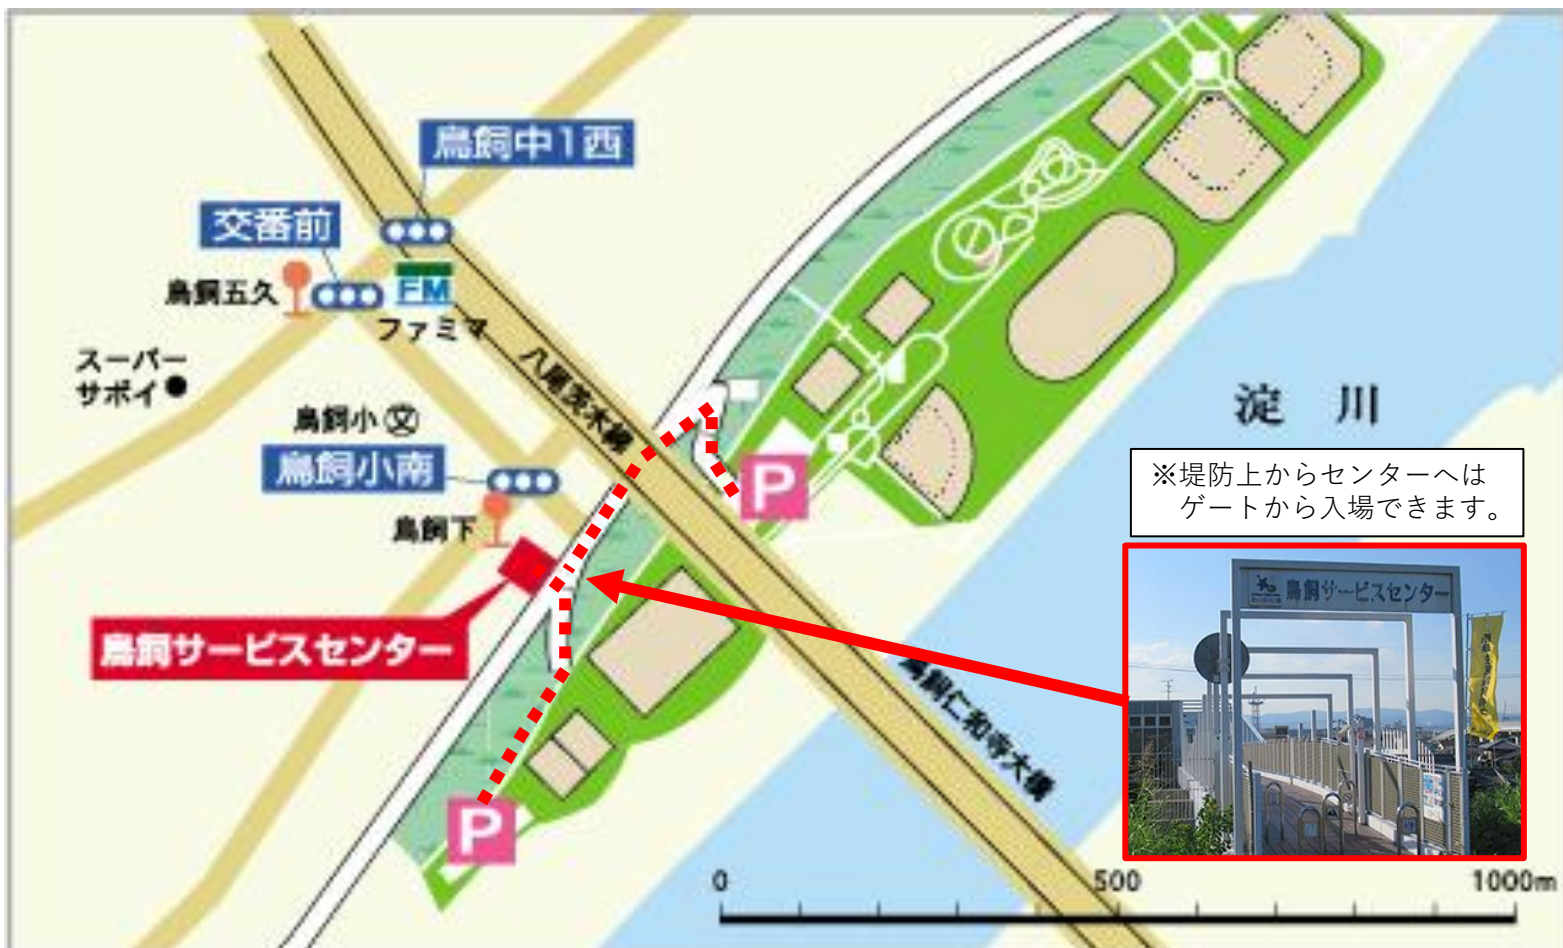 鳥飼中1西
交番前
鳥飼五久
FM
ファミマ
スーパー
サボイ
八尾茨木線
鳥飼小 文
鳥飼小南
鳥飼下
P
淀 川
※堤防上からセンターへは
ゲートから入場できます。
鳥飼サービスセンター
鳥飼サービスセンター
鳥飼仁和寺大橋
P
0 500 1000m